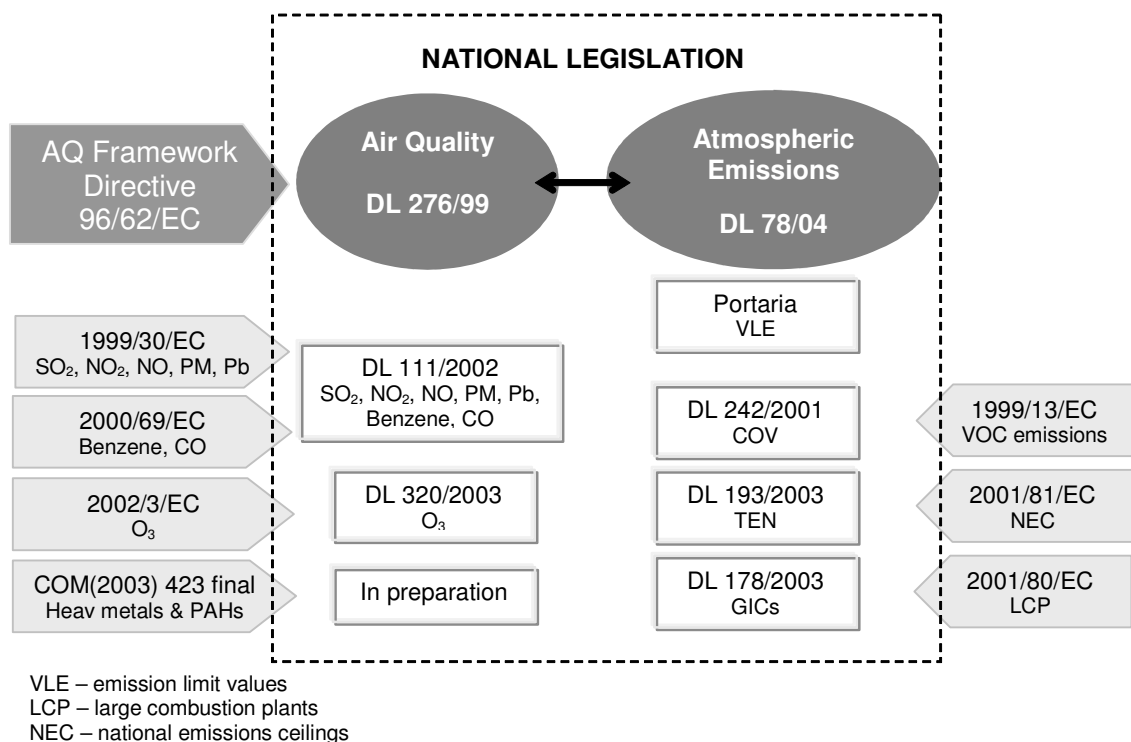 NATIONAL LEGISLATION
AQ Framework
Directive
96/62/EC
Air Quality
DL 276/99
Atmospheric
Emissions
DL 78/04
Portaria
VLE
1999/30/EC
SO₂, NO₂, NO, PM, Pb
2000/69/EC
Benzene, CO
DL 111/2002
SO₂, NO₂, NO, PM, Pb,
Benzene, CO
DL 242/2001
COV
1999/13/EC
VOC emissions
2002/3/EC
O₃
DL 320/2003
O₃
DL 193/2003
TEN
2001/81/EC
NEC
COM(2003) 423 final
Heav metals & PAHs
In preparation
DL 178/2003
GICs
2001/80/EC
LCP
VLE – emission limit values
LCP – large combustion plants
NEC – national emissions ceilings